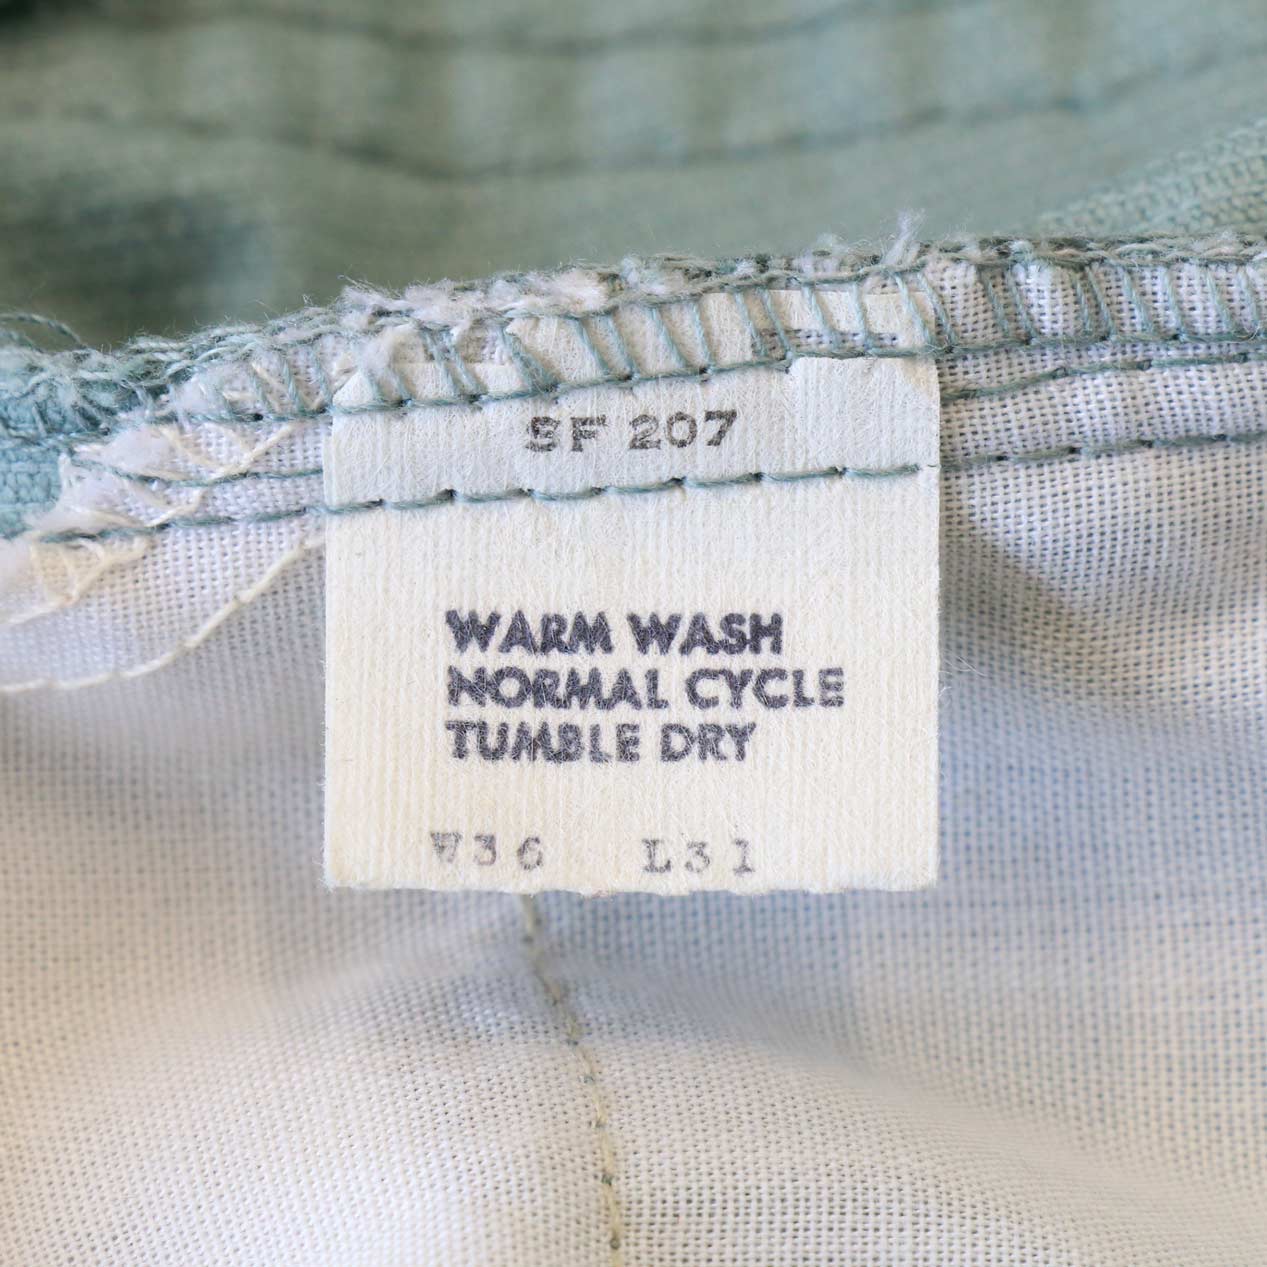 SF 207
WARM WASH
NORMAL CYCLE
TUMBLE DRY
W36 L31